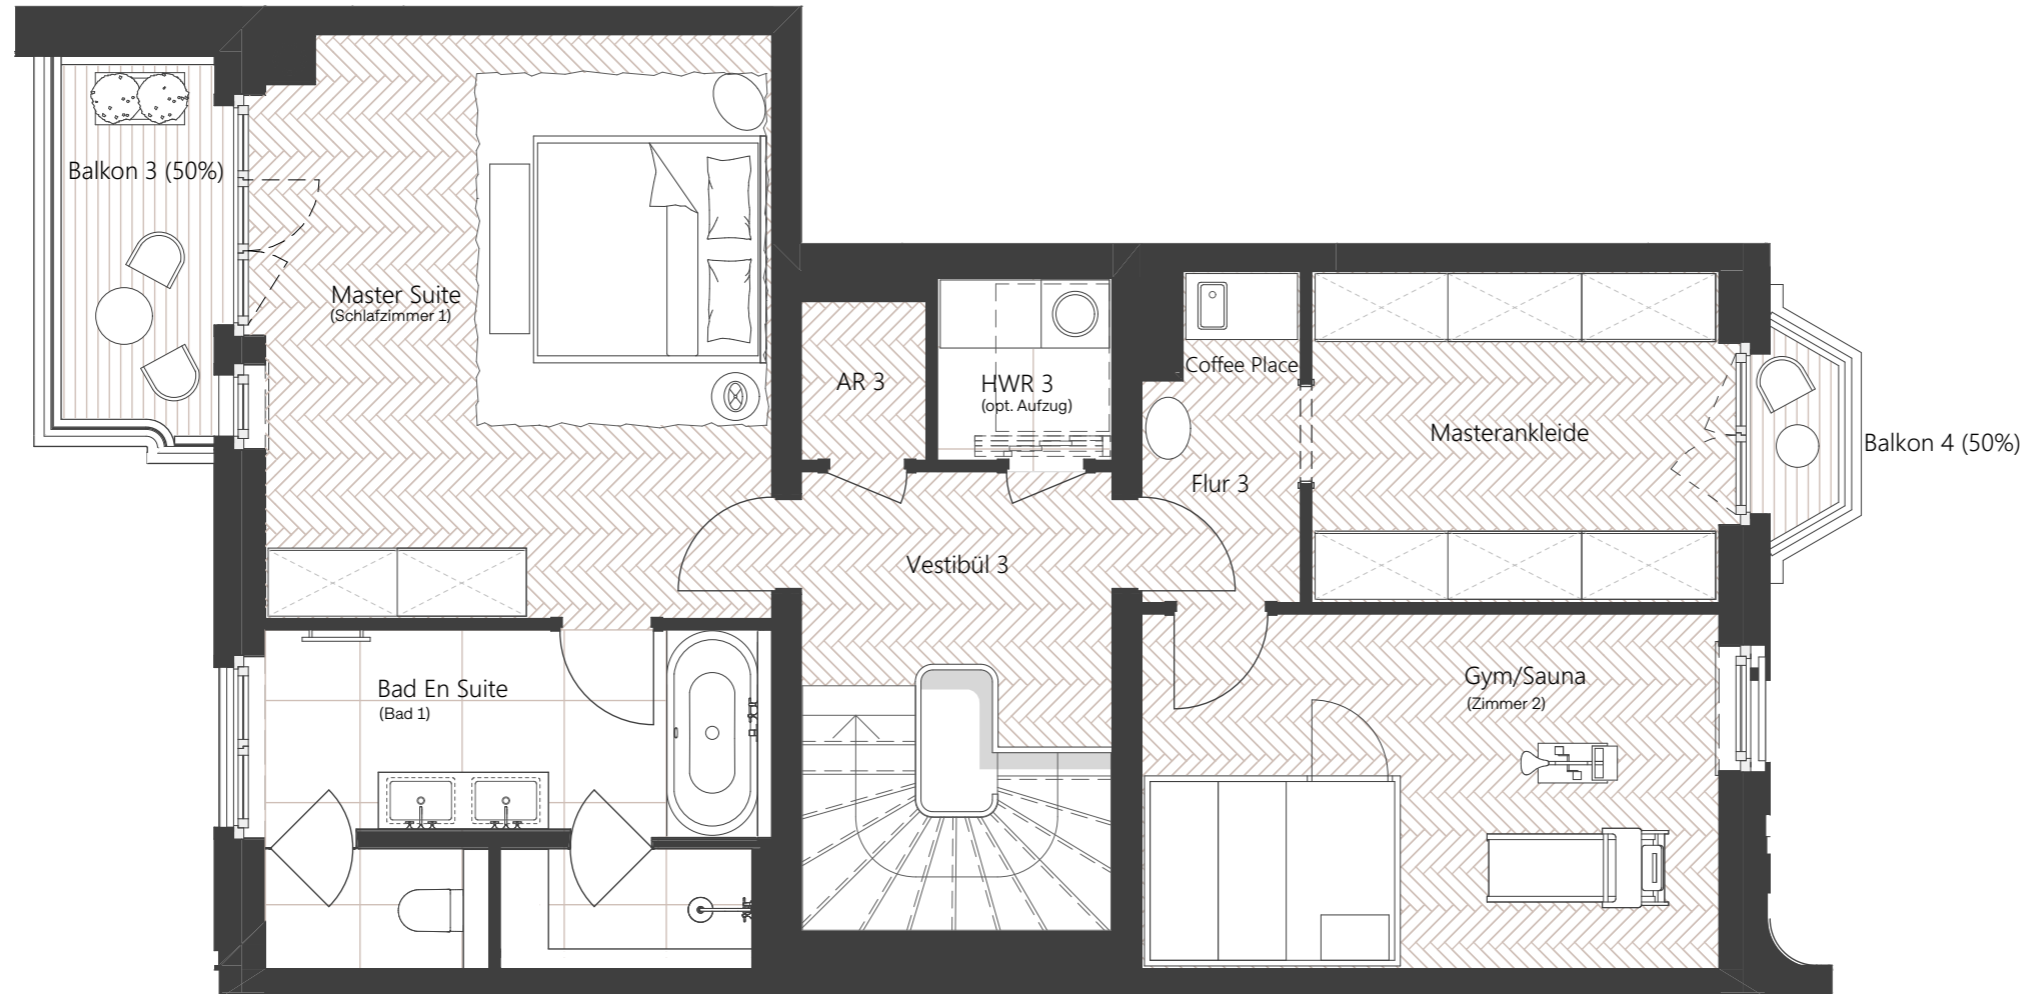 Balkon 3 (50%)
Master Suite
(Schlafzimmer 1)
AR 3
HWR 3
(opt. Aufzug)
Coffee Place
Flur 3
Masterankleide
Balkon 4 (50%)
Vestibül 3
Bad En Suite
(Bad 1)
Gym/Sauna
(Zimmer 2)